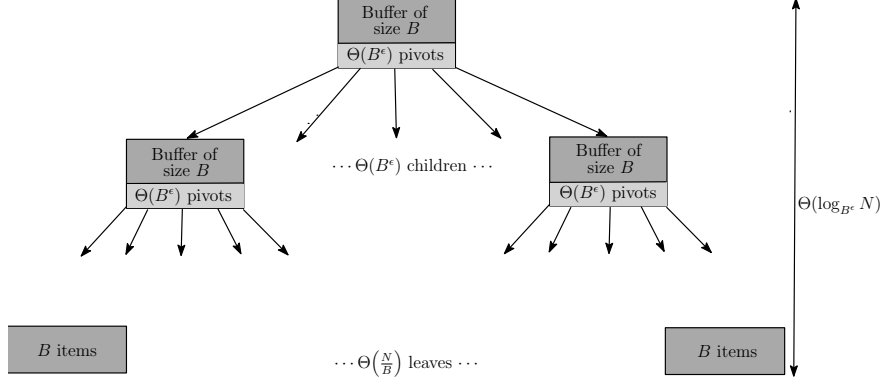 Buffer of
size B
Θ(B^ϵ) pivots
Buffer of
size B
Θ(B^ϵ) pivots
··· Θ(B^ϵ) children ···
Buffer of
size B
Θ(B^ϵ) pivots
Θ(log_{B^ϵ} N)
B items
··· Θ(N/B) leaves ···
B items